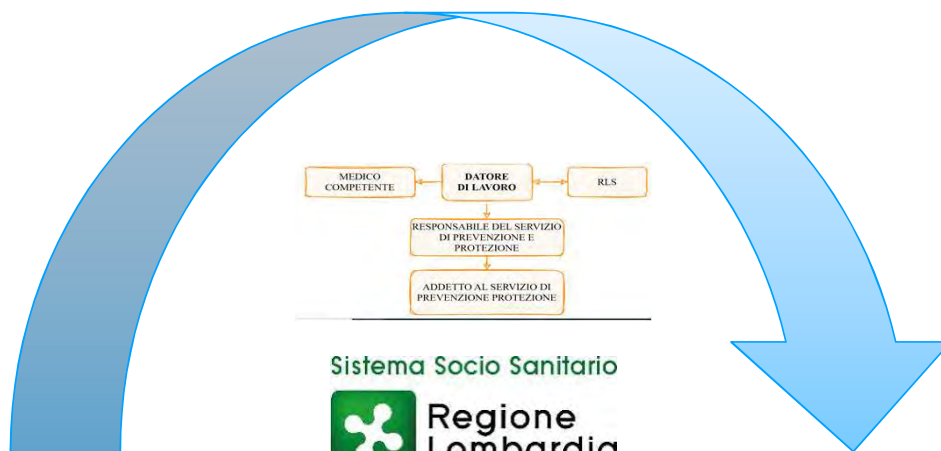 MEDICO
COMPETENTE
DATORE
DI LAVORO
RLS
RESPONSABILE DEL SERVIZIO
DI PREVENZIONE E
PROTEZIONE
ADDETTO AL SERVIZIO DI
PREVENZIONE PROTEZIONE
Sistema Socio Sanitario
Regione
Lombardia